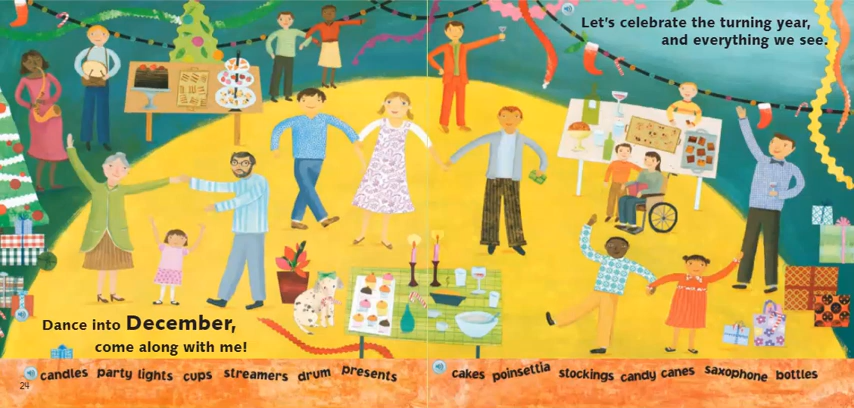 Let's celebrate the turning year,
and everything we see.
Dance into December,
come along with me!
candles party lights cups streamers drum presents
cakes poinsettia stockings candy canes saxophone bottles
24